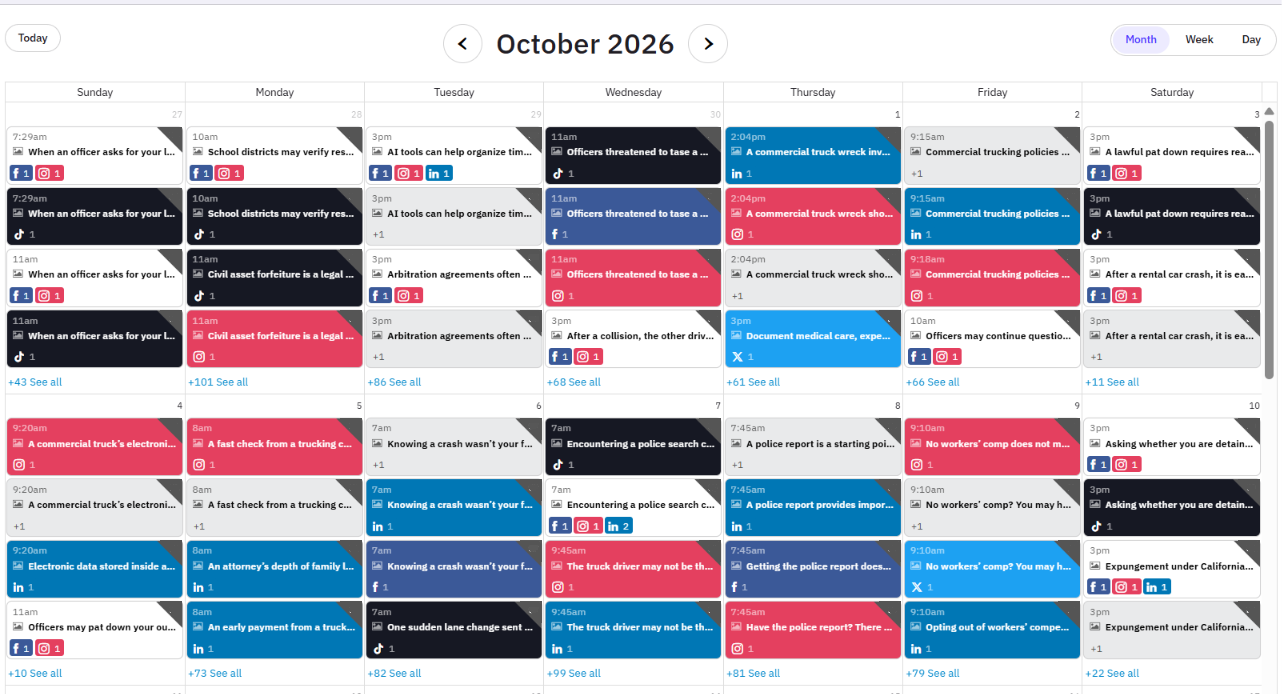 Today
October 2026
Month Week Day
Sunday Monday Tuesday Wednesday Thursday Friday Saturday
27 28 29 30 1 2 3
7:29am
When an officer asks for your l...
1 1
10am
School districts may verify res...
1 1
3pm
AI tools can help organize tim...
1 1 1
11am
Officers threatened to tase a ...
1
2:04pm
A commercial truck wreck inv...
1
9:15am
Commercial trucking policies ...
+1
3pm
A lawful pat down requires rea...
1 1
7:29am
When an officer asks for your l...
1
10am
School districts may verify res...
1
3pm
AI tools can help organize tim...
+1
11am
Officers threatened to tase a ...
1
2:04pm
A commercial truck wreck sho...
1
9:15am
Commercial trucking policies ...
1
3pm
A lawful pat down requires rea...
1
11am
When an officer asks for your l...
1 1
11am
Civil asset forfeiture is a legal ...
1
3pm
Arbitration agreements often ...
1 1
11am
Officers threatened to tase a ...
1
2:04pm
A commercial truck wreck sho...
+1
9:18am
Commercial trucking policies ...
1
3pm
After a rental car crash, it is ea...
1 1
11am
When an officer asks for your l...
1
11am
Civil asset forfeiture is a legal ...
1
3pm
Arbitration agreements often ...
+1
3pm
After a collision, the other driv...
1 1
3pm
Document medical care, expe...
1
10am
Officers may continue questio...
1 1
3pm
After a rental car crash, it is ea...
+1
+43 See all +101 See all +86 See all +68 See all +61 See all +66 See all +11 See all
4 5 6 7 8 9 10
9:20am
A commercial truck's electroni...
1
8am
A fast check from a trucking c...
1
7am
Knowing a crash wasn't your f...
+1
7am
Encountering a police search c...
1
7:45am
A police report is a starting poi...
+1
9:10am
No workers' comp does not m...
1
3pm
Asking whether you are detain...
1 1
9:20am
A commercial truck's electroni...
+1
8am
A fast check from a trucking c...
+1
7am
Knowing a crash wasn't your f...
1
7am
Encountering a police search c...
1 1 2
7:45am
A police report provides impor...
1
9:10am
No workers' comp? You may h...
+1
3pm
Asking whether you are detain...
1
9:20am
Electronic data stored inside a...
1
8am
An attorney's depth of family l...
1
7am
Knowing a crash wasn't your f...
1
9:45am
The truck driver may not be th...
1
7:45am
Getting the police report does...
1
9:10am
No workers' comp? You may h...
1
3pm
Expungement under California...
1 1 1
11am
Officers may pat down your ou...
1 1
8am
An early payment from a truck...
1
7am
One sudden lane change sent ...
1
9:45am
The truck driver may not be th...
1
7:45am
Have the police report? There ...
1
9:10am
Opting out of workers' compe...
1
3pm
Expungement under California...
+1
+10 See all +73 See all +82 See all +99 See all +81 See all +79 See all +22 See all